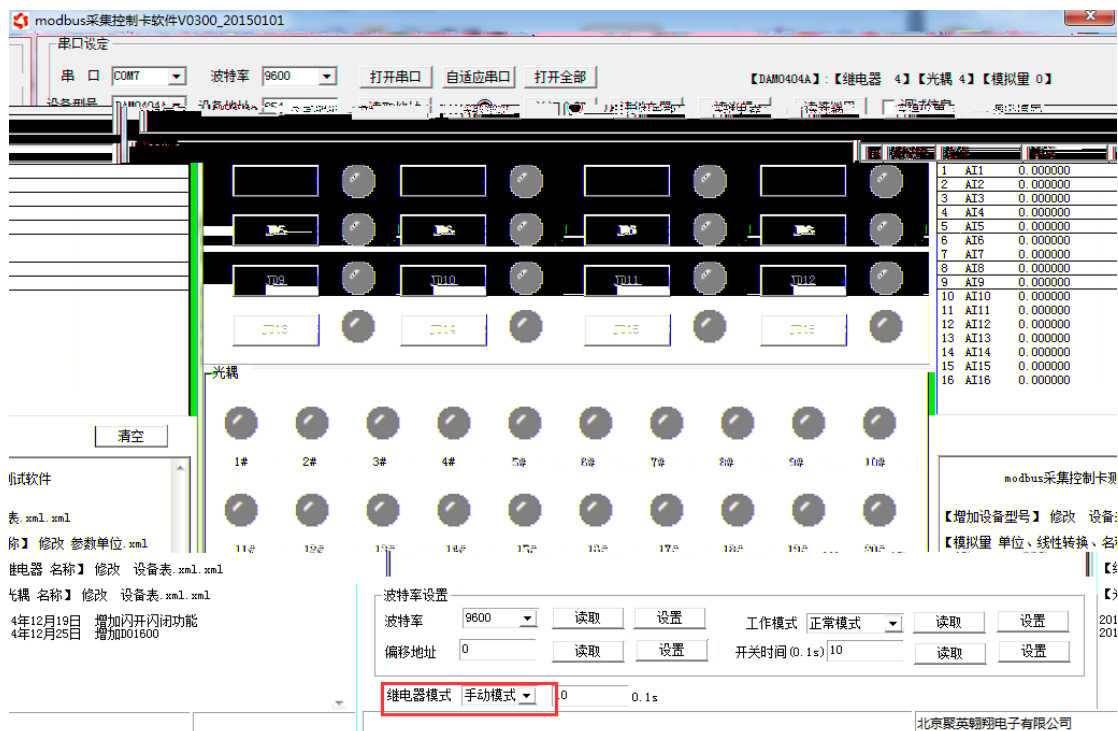 modbus采集控制卡软件V0300_20150101
串口设定
串 口 COM7 波特率 9600 打开串口 自适应串口 打开全部 【DAM0404A】:【继电器 4】【光耦 4】【模拟量 0】
1 AI1 0.000000
2 AI2 0.000000
3 AI3 0.000000
4 AI4 0.000000
5 AI5 0.000000
6 AI6 0.000000
7 AI7 0.000000
8 AI8 0.000000
9 AI9 0.000000
10 AI10 0.000000
11 AI11 0.000000
12 AI12 0.000000
13 AI13 0.000000
14 AI14 0.000000
15 AI15 0.000000
16 AI16 0.000000
JD9 JD10 JD11 JD12
JD13 JD14 JD15 JD16
光耦
清空
1# 2# 3# 4# 5# 6# 7# 8# 9# 10#
11# 12# 13# 14# 15# 16# 17# 18# 19# 20#
试软件
表.xml.xml
称】 修改 参数单位.xml
继电器 名称】 修改 设备表.xml.xml
光耦 名称】 修改 设备表.xml.xml
4年12月19日 增加闪开闪闭功能
4年12月25日 增加DO1600
modbus采集控制卡测
【增加设备型号】 修改 设备
【模拟量 单位、线性转换、名称
201
201
波特率设置
波特率 9600 读取 设置 工作模式 正常模式 读取 设置
偏移地址 0 读取 设置 开关时间(0.1s) 10 读取 设置
继电器模式 手动模式 0 0.1s
北京聚英翱翔电子有限公司